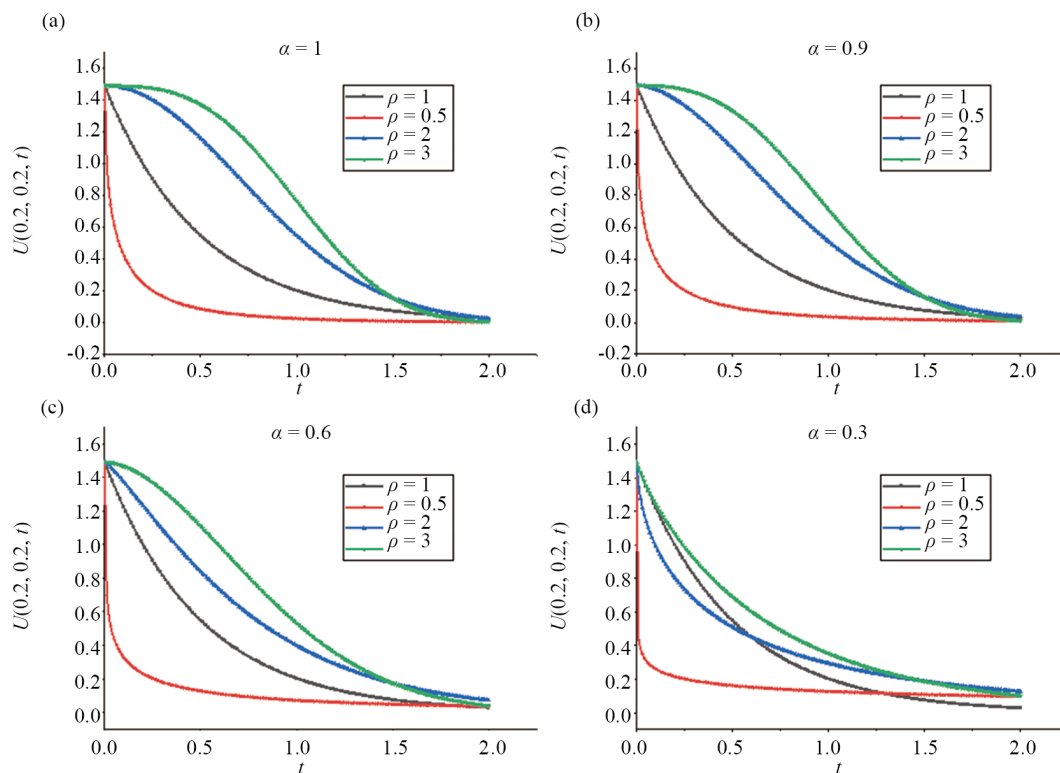 (a)
α = 1
1.6
1.4
1.2
1.0
0.8
0.6
0.4
0.2
0.0
-0.2
U(0.2, 0.2, t)
ρ = 1
ρ = 0.5
ρ = 2
ρ = 3
0.0 0.5 1.0 1.5 2.0
t
(b)
α = 0.9
1.6
1.4
1.2
1.0
0.8
0.6
0.4
0.2
0.0
-0.2
U(0.2, 0.2, t)
ρ = 1
ρ = 0.5
ρ = 2
ρ = 3
0.0 0.5 1.0 1.5 2.0
t
(c)
α = 0.6
1.6
1.4
1.2
1.0
0.8
0.6
0.4
0.2
0.0
U(0.2, 0.2, t)
ρ = 1
ρ = 0.5
ρ = 2
ρ = 3
0.0 0.5 1.0 1.5 2.0
t
(d)
α = 0.3
1.6
1.4
1.2
1.0
0.8
0.6
0.4
0.2
0.0
U(0.2, 0.2, t)
ρ = 1
ρ = 0.5
ρ = 2
ρ = 3
0.0 0.5 1.0 1.5 2.0
t